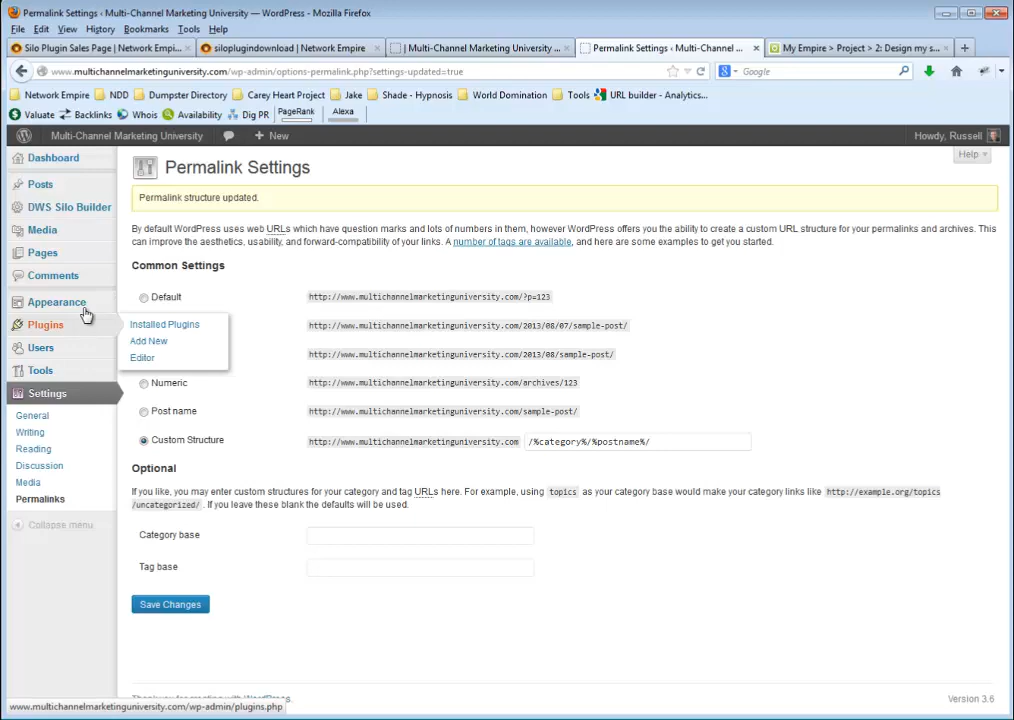 Permalink Settings ‹ Multi-Channel Marketing University — WordPress - Mozilla Firefox
File Edit View History Bookmarks Tools Help
Silo Plugin Sales Page | Network Empi...
siloplugindownload | Network Empire
| Multi-Channel Marketing University ...
Permalink Settings ‹ Multi-Channel ...
My Empire > Project > 2: Design my s...
www.multichannelmarketinguniversity.com/wp-admin/options-permalink.php?settings-updated=true
Google
Network Empire NDD Dumpster Directory Carey Heart Project Jake Shade - Hypnosis World Domination Tools URL builder - Analytics...
Valuate Backlinks Whois Availability Dig PR PageRank Alexa
Multi-Channel Marketing University + New Howdy, Russell
Help
Dashboard
Posts
DWS Silo Builder
Media
Pages
Comments
Appearance
Plugins
Users
Tools
Settings
General
Writing
Reading
Discussion
Media
Permalinks
Collapse menu
Installed Plugins
Add New
Editor
Permalink Settings
Permalink structure updated.
By default WordPress uses web URLs which have question marks and lots of numbers in them, however WordPress offers you the ability to create a custom URL structure for your permalinks and archives. This
can improve the aesthetics, usability, and forward-compatibility of your links. A number of tags are available, and here are some examples to get you started.
Common Settings
Default http://www.multichannelmarketinguniversity.com/?p=123
http://www.multichannelmarketinguniversity.com/2013/08/07/sample-post/
http://www.multichannelmarketinguniversity.com/2013/08/sample-post/
Numeric http://www.multichannelmarketinguniversity.com/archives/123
Post name http://www.multichannelmarketinguniversity.com/sample-post/
Custom Structure http://www.multichannelmarketinguniversity.com /%category%/%postname%/
Optional
If you like, you may enter custom structures for your category and tag URLs here. For example, using topics as your category base would make your category links like http://example.org/topics
/uncategorized/ . If you leave these blank the defaults will be used.
Category base
Tag base
Save Changes
Thank you for creating with WordPress.
Version 3.6
www.multichannelmarketinguniversity.com/wp-admin/plugins.php